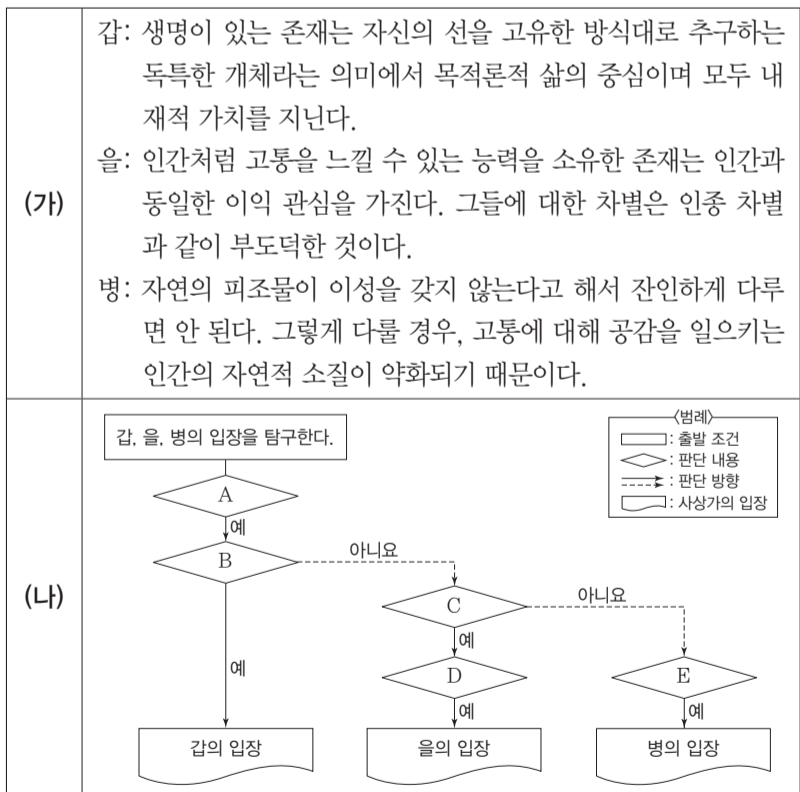 (가)
갑: 생명이 있는 존재는 자신의 선을 고유한 방식대로 추구하는
독특한 개체라는 의미에서 목적론적 삶의 중심이며 모두 내
재적 가치를 지닌다.
을: 인간처럼 고통을 느낄 수 있는 능력을 소유한 존재는 인간과
동일한 이익 관심을 가진다. 그들에 대한 차별은 인종 차별
과 같이 부도덕한 것이다.
병: 자연의 피조물이 이성을 갖지 않는다고 해서 잔인하게 다루
면 안 된다. 그렇게 다룰 경우, 고통에 대해 공감을 일으키는
인간의 자연적 소질이 약화되기 때문이다.
(나)
갑, 을, 병의 입장을 탐구한다.
〈범례〉
: 출발 조건
: 판단 내용
: 판단 방향
: 사상가의 입장
A
예
B
아니요
C
아니요
예
예
D
E
예
예
갑의 입장
을의 입장
병의 입장